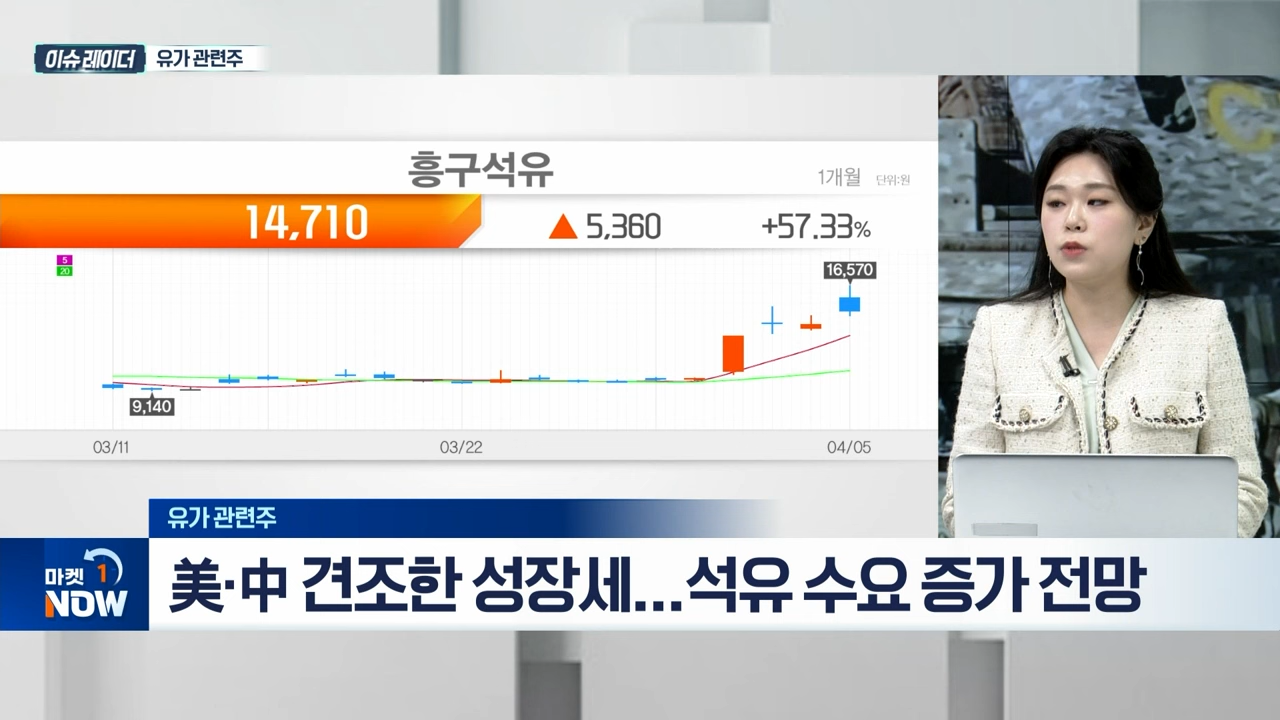 이슈레이더 유가 관련주
흥구석유
1개월 단위:원
14,710 ▲ 5,360 +57.33%
5
20
16,570
9,140
03/11 03/22 04/05
유가 관련주
마켓 1
NOW
美·中 견조한 성장세...석유 수요 증가 전망